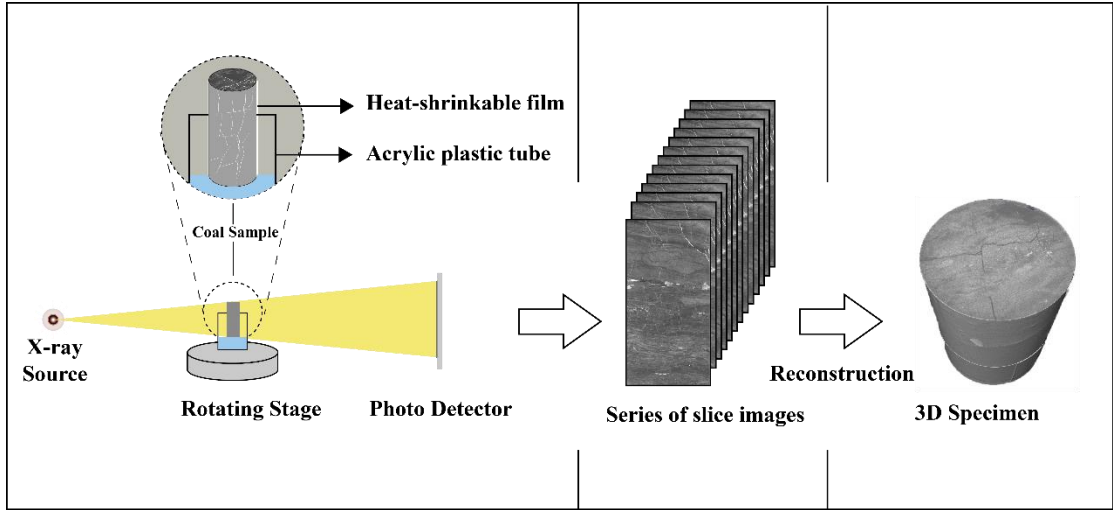 Heat-shrinkable film
Acrylic plastic tube
Coal Sample
X-ray
Source
Rotating Stage
Photo Detector
Series of slice images
Reconstruction
3D Specimen